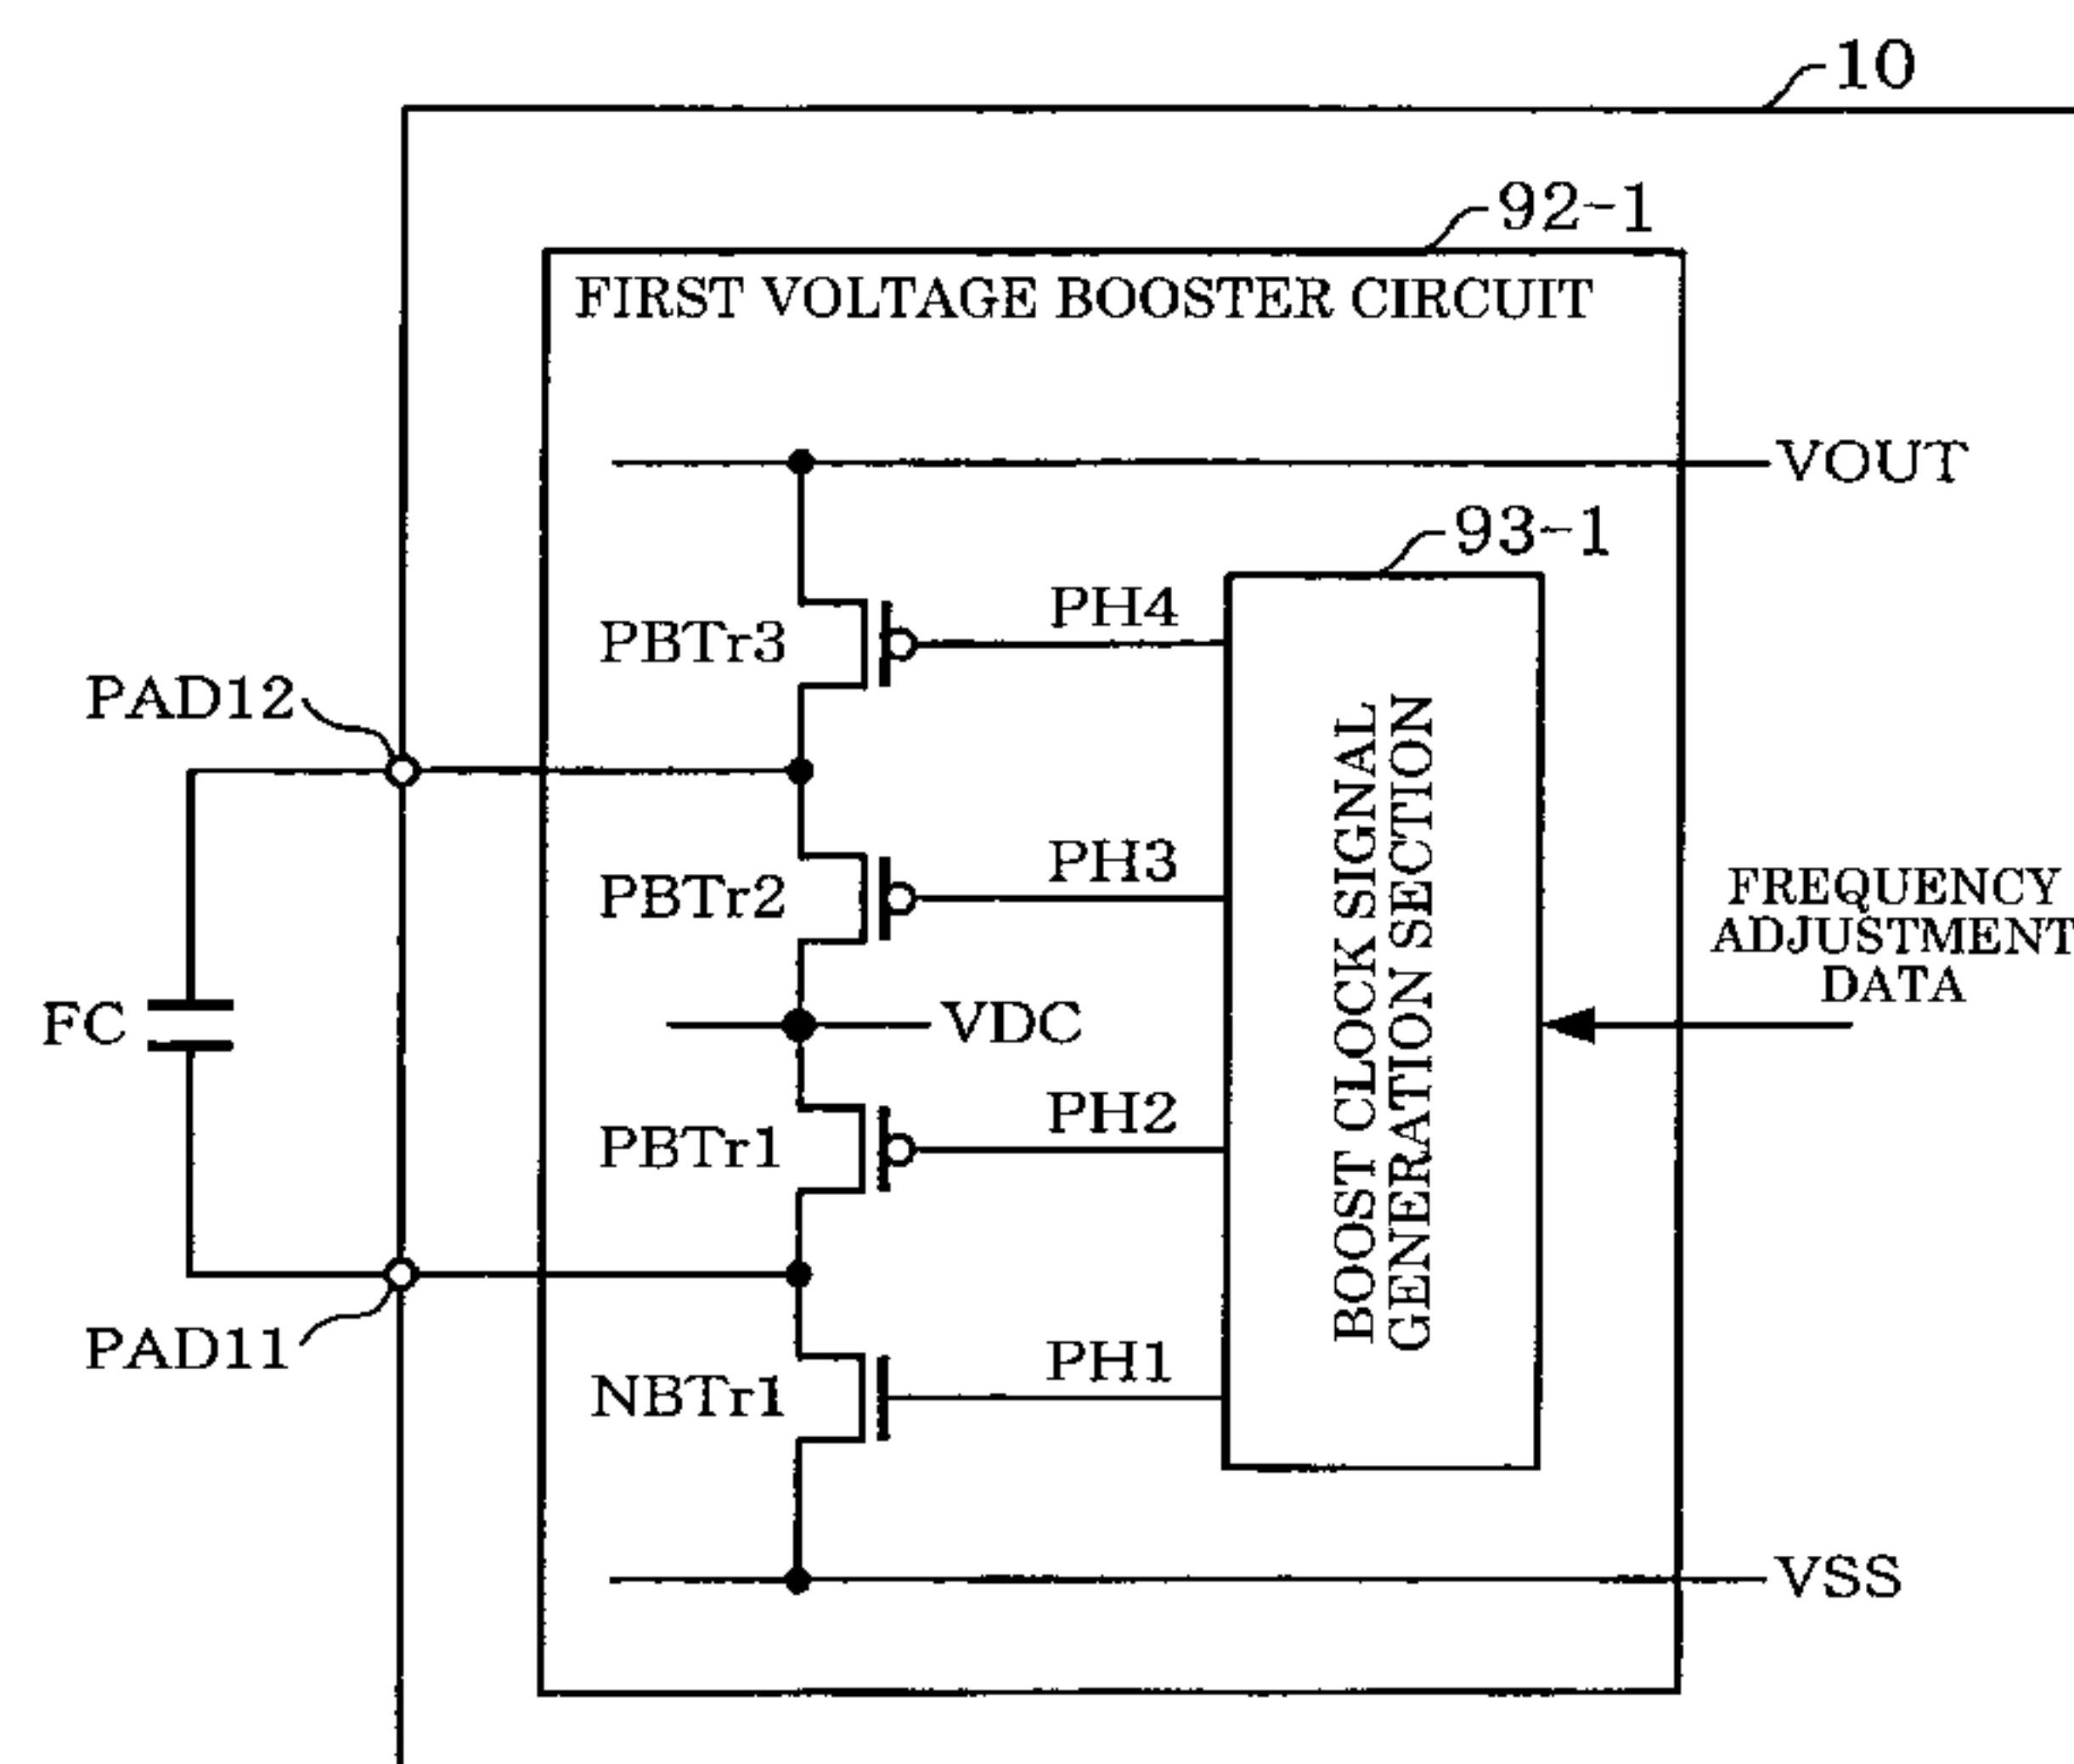 10
92-1
FIRST VOLTAGE BOOSTER CIRCUIT
VOUT
93-1
PH4
PBTr3
PAD12
PH3
PBTr2
FREQUENCY
ADJUSTMENT
DATA
FC
VDC
PH2
PBTr1
BOOST CLOCK SIGNAL
GENERATION SECTION
PAD11
PH1
NBTr1
VSS